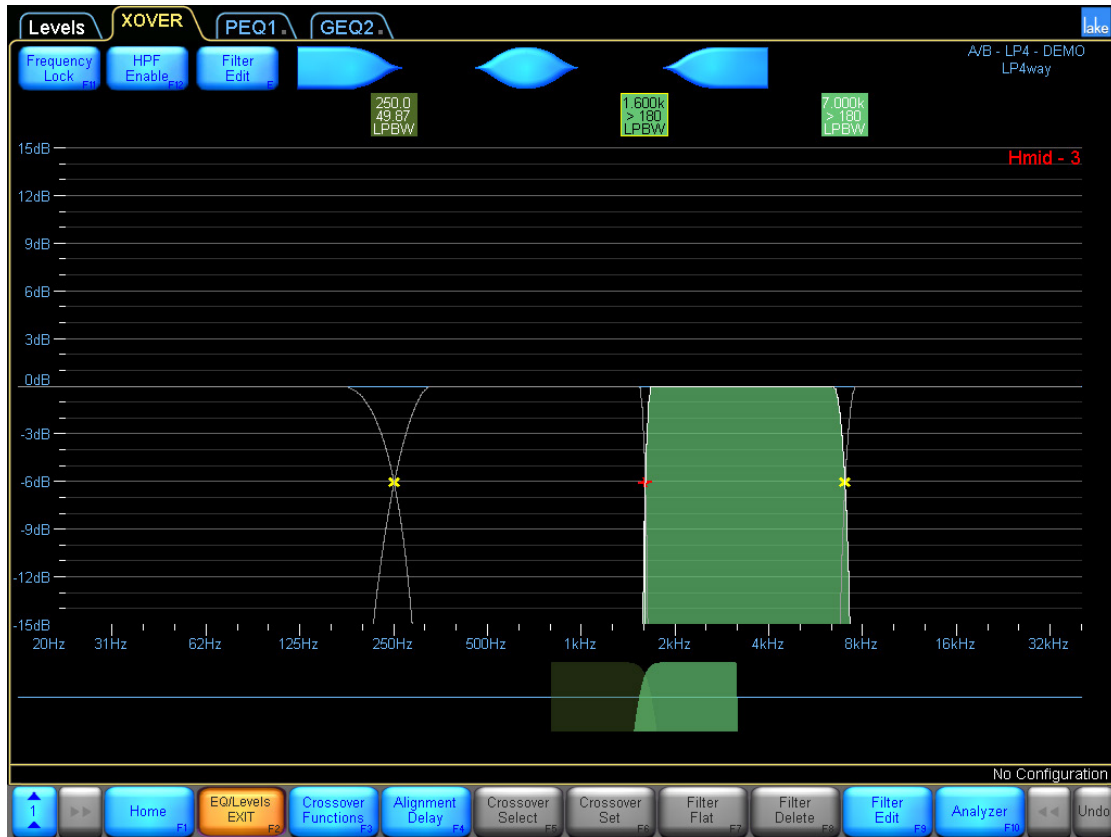 Levels
XOVER
PEQ1
GEQ2
lake
Frequency
Lock
F11
HPF
Enable
F12
Filter
Edit
A/B - LP4 - DEMO
LP4way
250.0
49.87
LPBW
1.600k
> 180
LPBW
7.000k
> 180
LPBW
Hmid - 3
15dB
12dB
9dB
6dB
3dB
0dB
-3dB
-6dB
-9dB
-12dB
-15dB
20Hz 31Hz 62Hz 125Hz 250Hz 500Hz 1kHz 2kHz 4kHz 8kHz 16kHz 32kHz
No Configuration
1
Home
F1
EQ/Levels
EXIT
F2
Crossover
Functions
F3
Alignment
Delay
F4
Crossover
Select
F5
Crossover
Set
F6
Filter
Flat
F7
Filter
Delete
F8
Filter
Edit
F9
Analyzer
F10
Undo